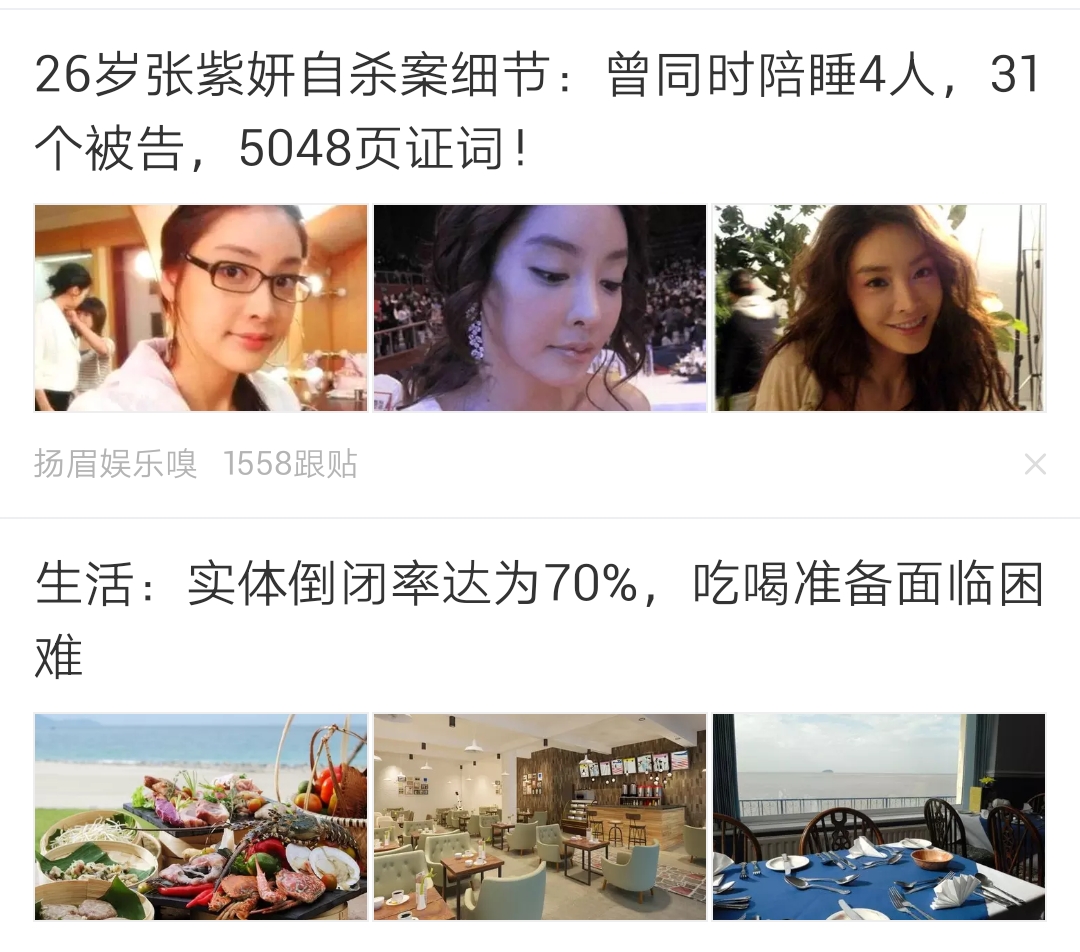 26岁张紫妍自杀案细节：曾同时陪睡4人，31
个被告，5048页证词！
扬眉娱乐嗅 1558跟贴
生活：实体倒闭率达为70%，吃喝准备面临困
难